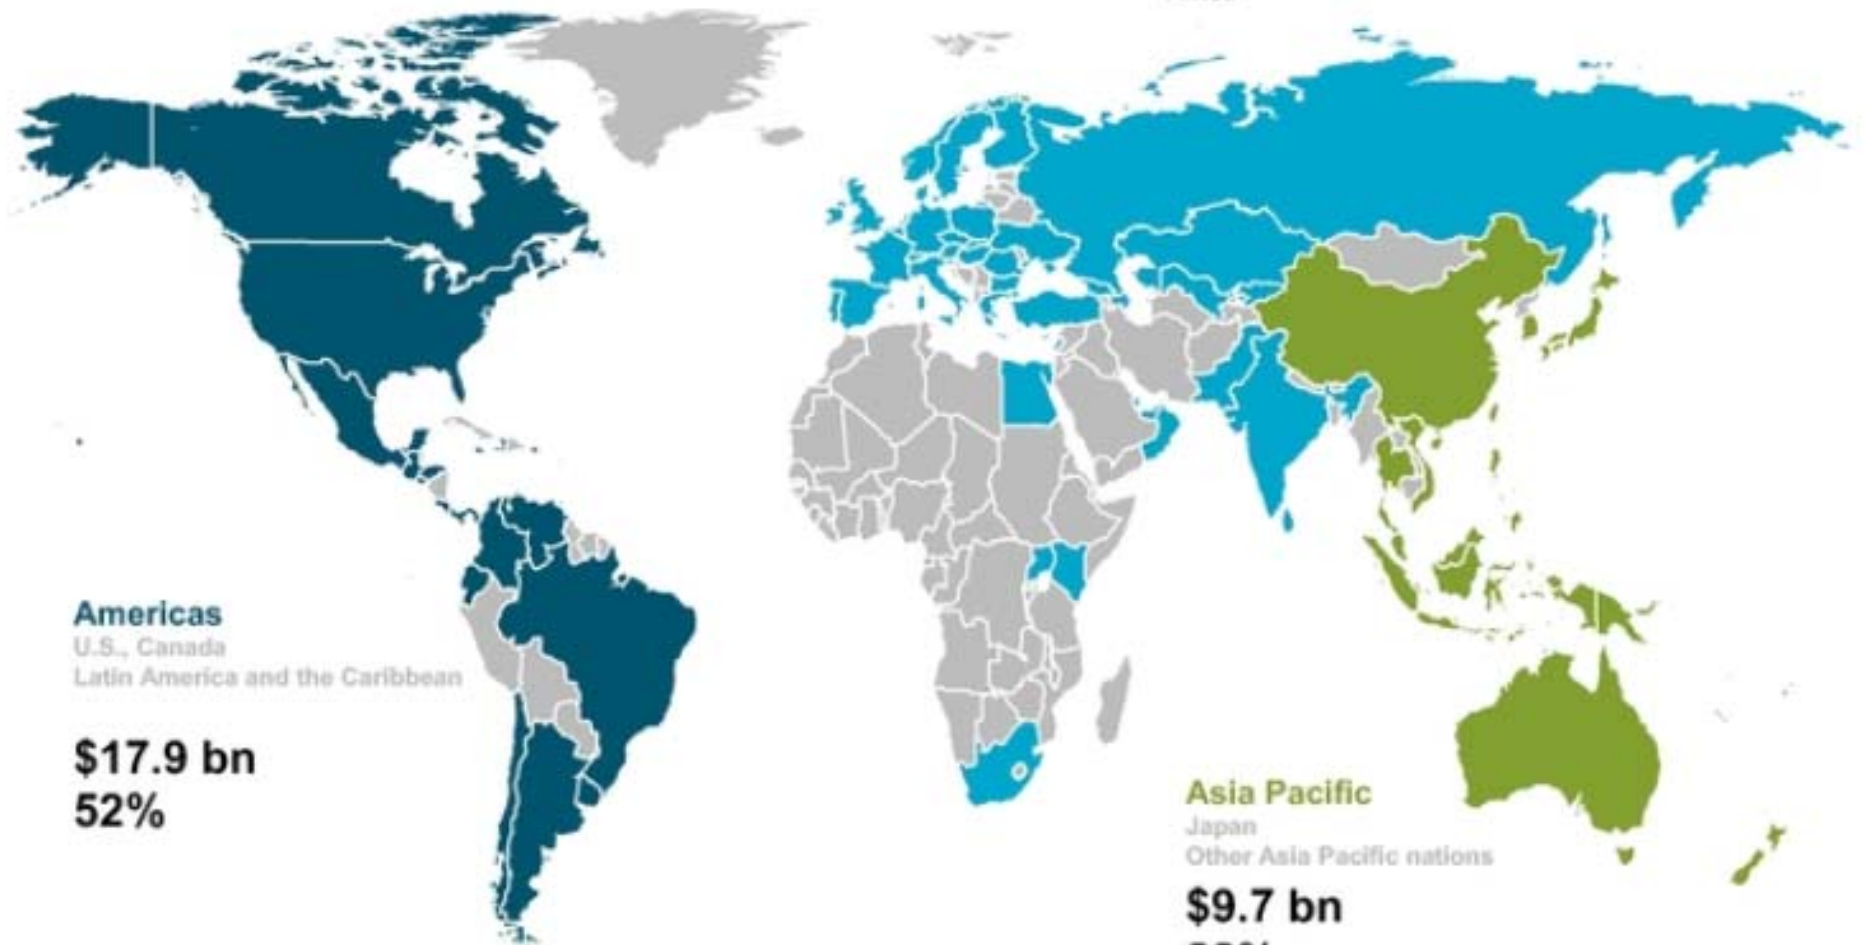 Americas
U.S., Canada
Latin America and the Caribbean
$17.9 bn
52%
Asia Pacific
Japan
Other Asia Pacific nations
$9.7 bn